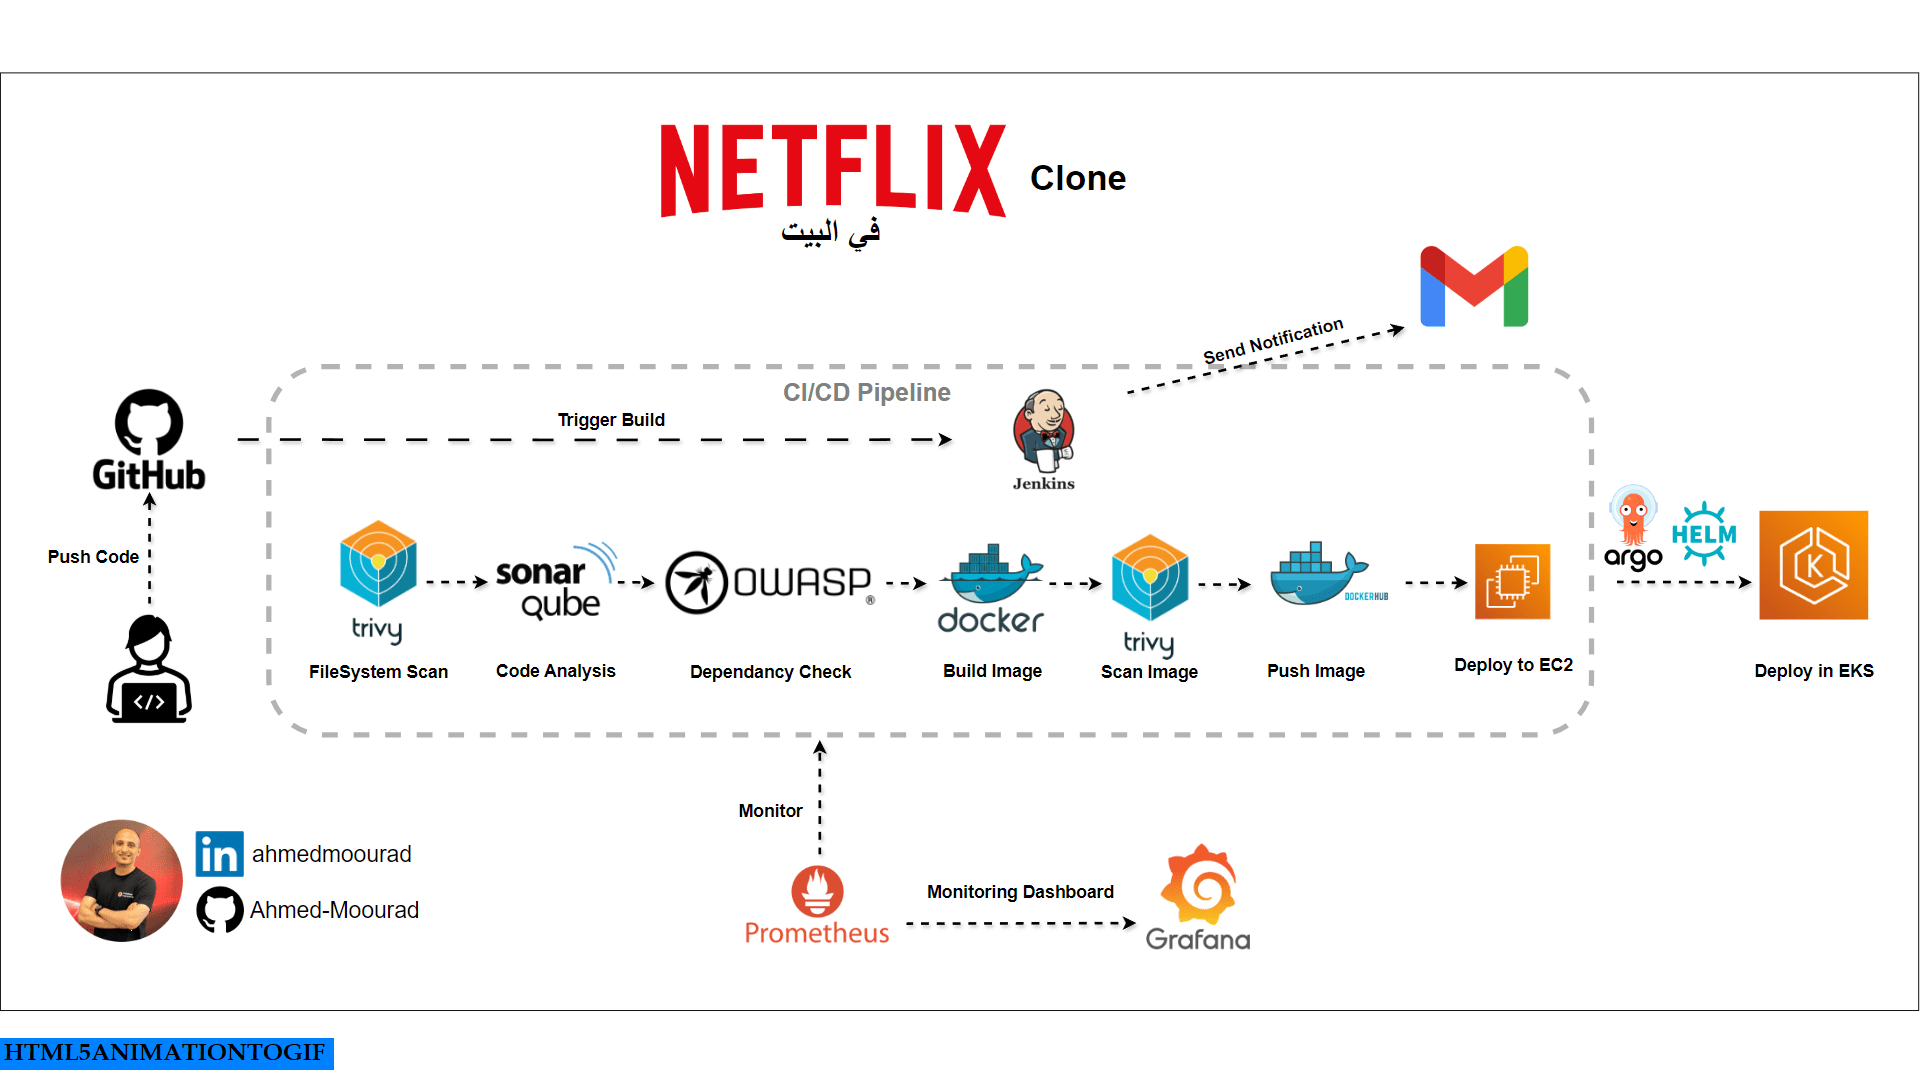 NETFLIX Clone
في البيت
Send Notification
CI/CD Pipeline
Trigger Build
GitHub
Jenkins
Push Code
argo
HELM
K
trivy
sonar
qube
OWASP®
docker
trivy
DOCKERHUB
</>
FileSystem Scan
Code Analysis
Dependancy Check
Build Image
Scan Image
Push Image
Deploy to EC2
Deploy in EKS
Monitor
in ahmedmoourad
Ahmed-Moourad
Prometheus
Monitoring Dashboard
Grafana
HTML5ANIMATIONTOGIF